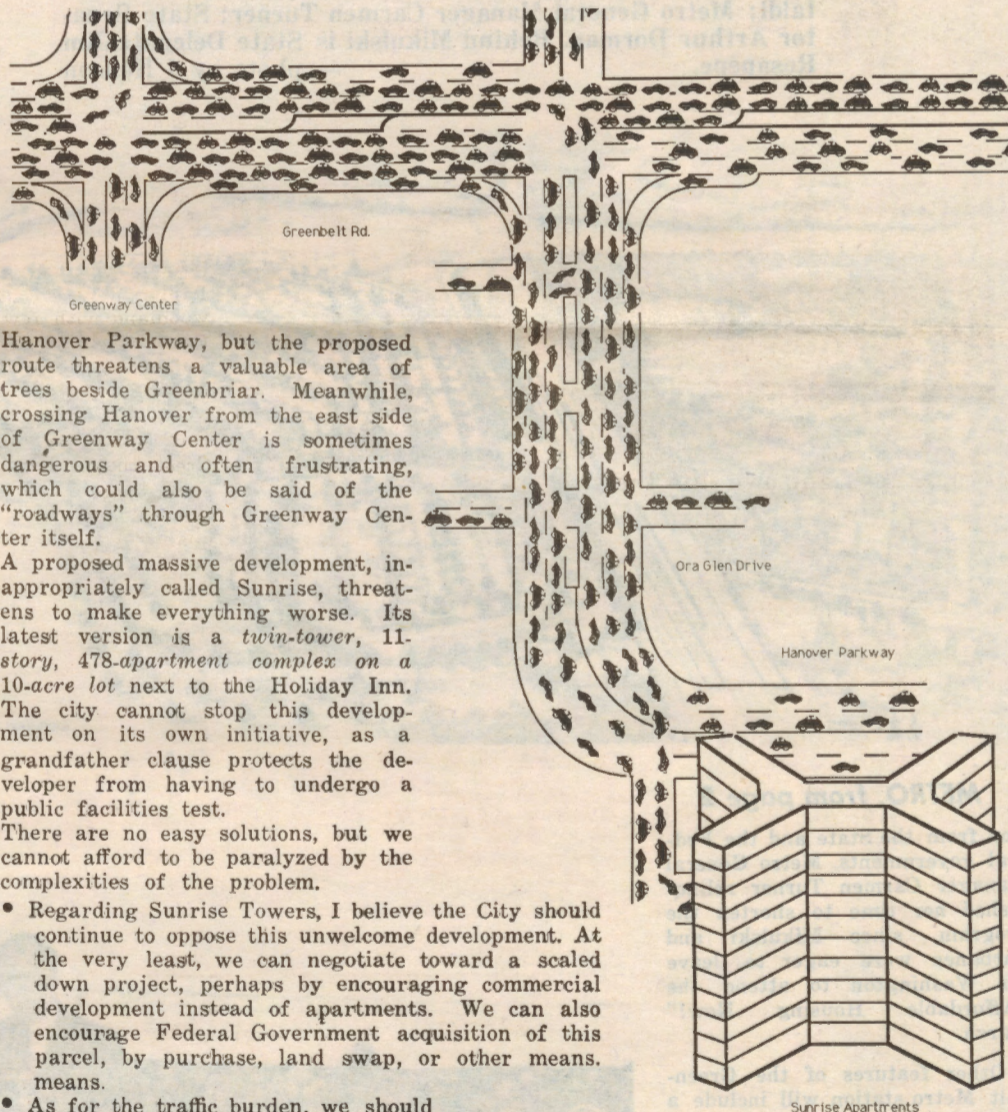 Greenbelt Rd.
Greenway Center
Hanover Parkway, but the proposed
route threatens a valuable area of
trees beside Greenbriar. Meanwhile,
crossing Hanover from the east side
of Greenway Center is sometimes
dangerous and often frustrating,
which could also be said of the
"roadways" through Greenway Cen-
ter itself.
A proposed massive development, in-
appropriately called Sunrise, threat-
ens to make everything worse. Its
latest version is a twin-tower, 11-
story, 478-apartment complex on a
10-acre lot next to the Holiday Inn.
The city cannot stop this develop-
ment on its own initiative, as a
grandfather clause protects the de-
veloper from having to undergo a
public facilities test.
There are no easy solutions, but we
cannot afford to be paralyzed by the
complexities of the problem.
• Regarding Sunrise Towers, I believe the City should
continue to oppose this unwelcome development. At
the very least, we can negotiate toward a scaled
down project, perhaps by encouraging commercial
development instead of apartments. We can also
encourage Federal Government acquisition of this
parcel, by purchase, land swap, or other means.
means.
• As for the traffic burden, we should
Ora Glen Drive
Hanover Parkway
Sunrise Apartments